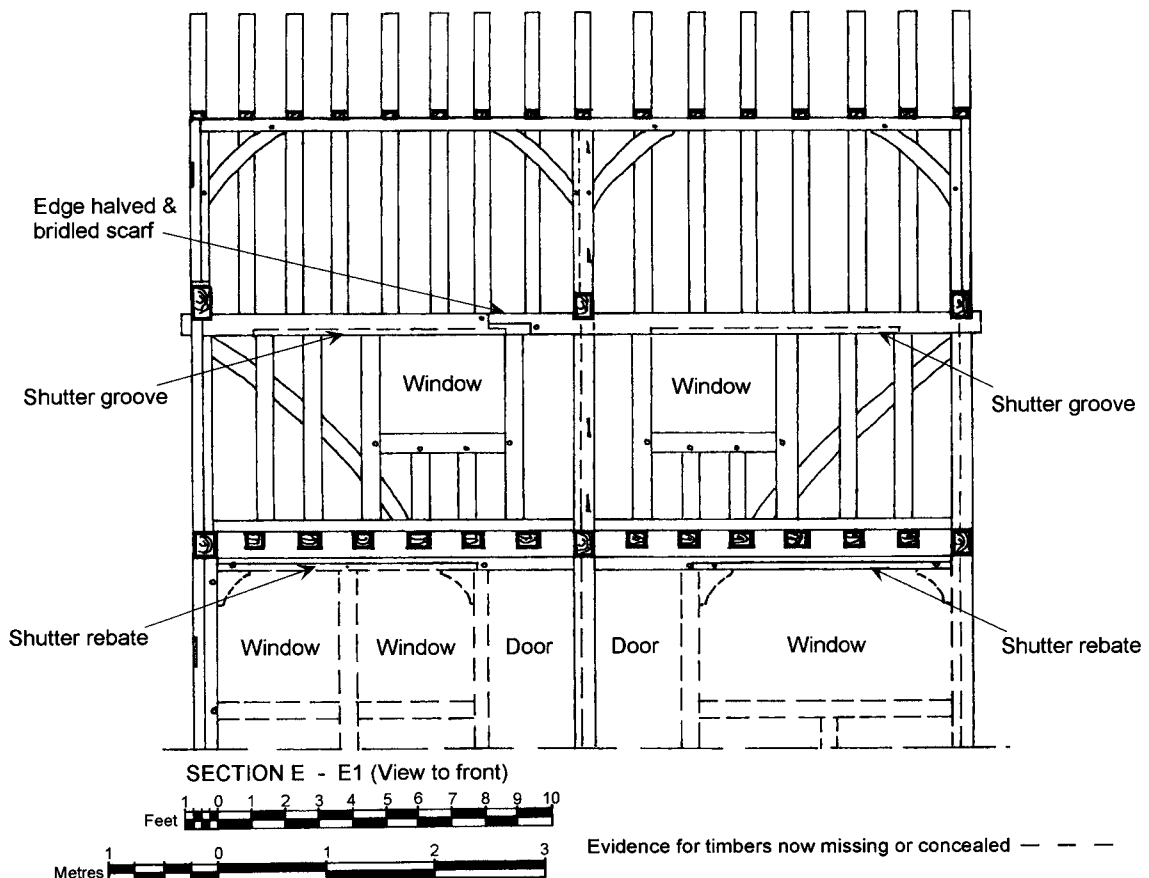 Edge halved &
bridled scarf
Shutter groove
Window
Window
Shutter groove
Shutter rebate
Window
Window
Door
Door
Window
Shutter rebate
SECTION E - E1 (View to front)
1 0 1 2 3 4 5 6 7 8 9 10
Feet
Evidence for timbers now missing or concealed
1 0 1 2 3
Metres